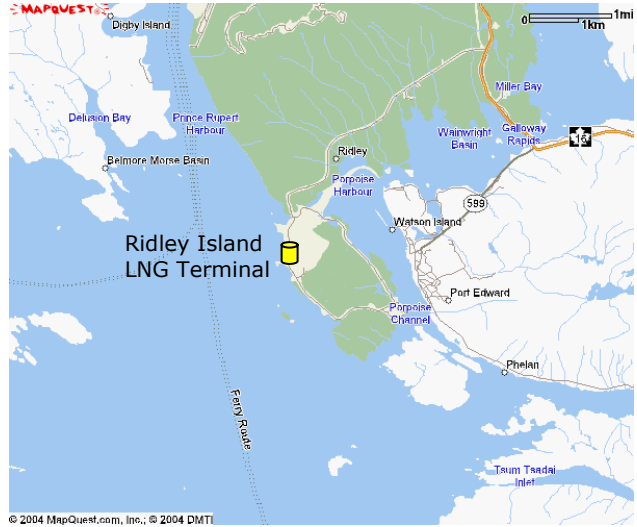 MAPQUEST
Digby Island
0
1mi
1km
Miller Bay
Delusion Bay
Prince Rupert
Harbour
Wainwright
Basin
Galloway
Rapids
16
Belmore Morse Basin
Ridley
Porpoise
Harbour
599
Watson Island
Ridley Island
LNG Terminal
Port Edward
Porpoise
Channel
Phelan
Ferry Route
Tsum Tsadai
Inlet
© 2004 MapQuest.com, Inc.; © 2004 DMTI